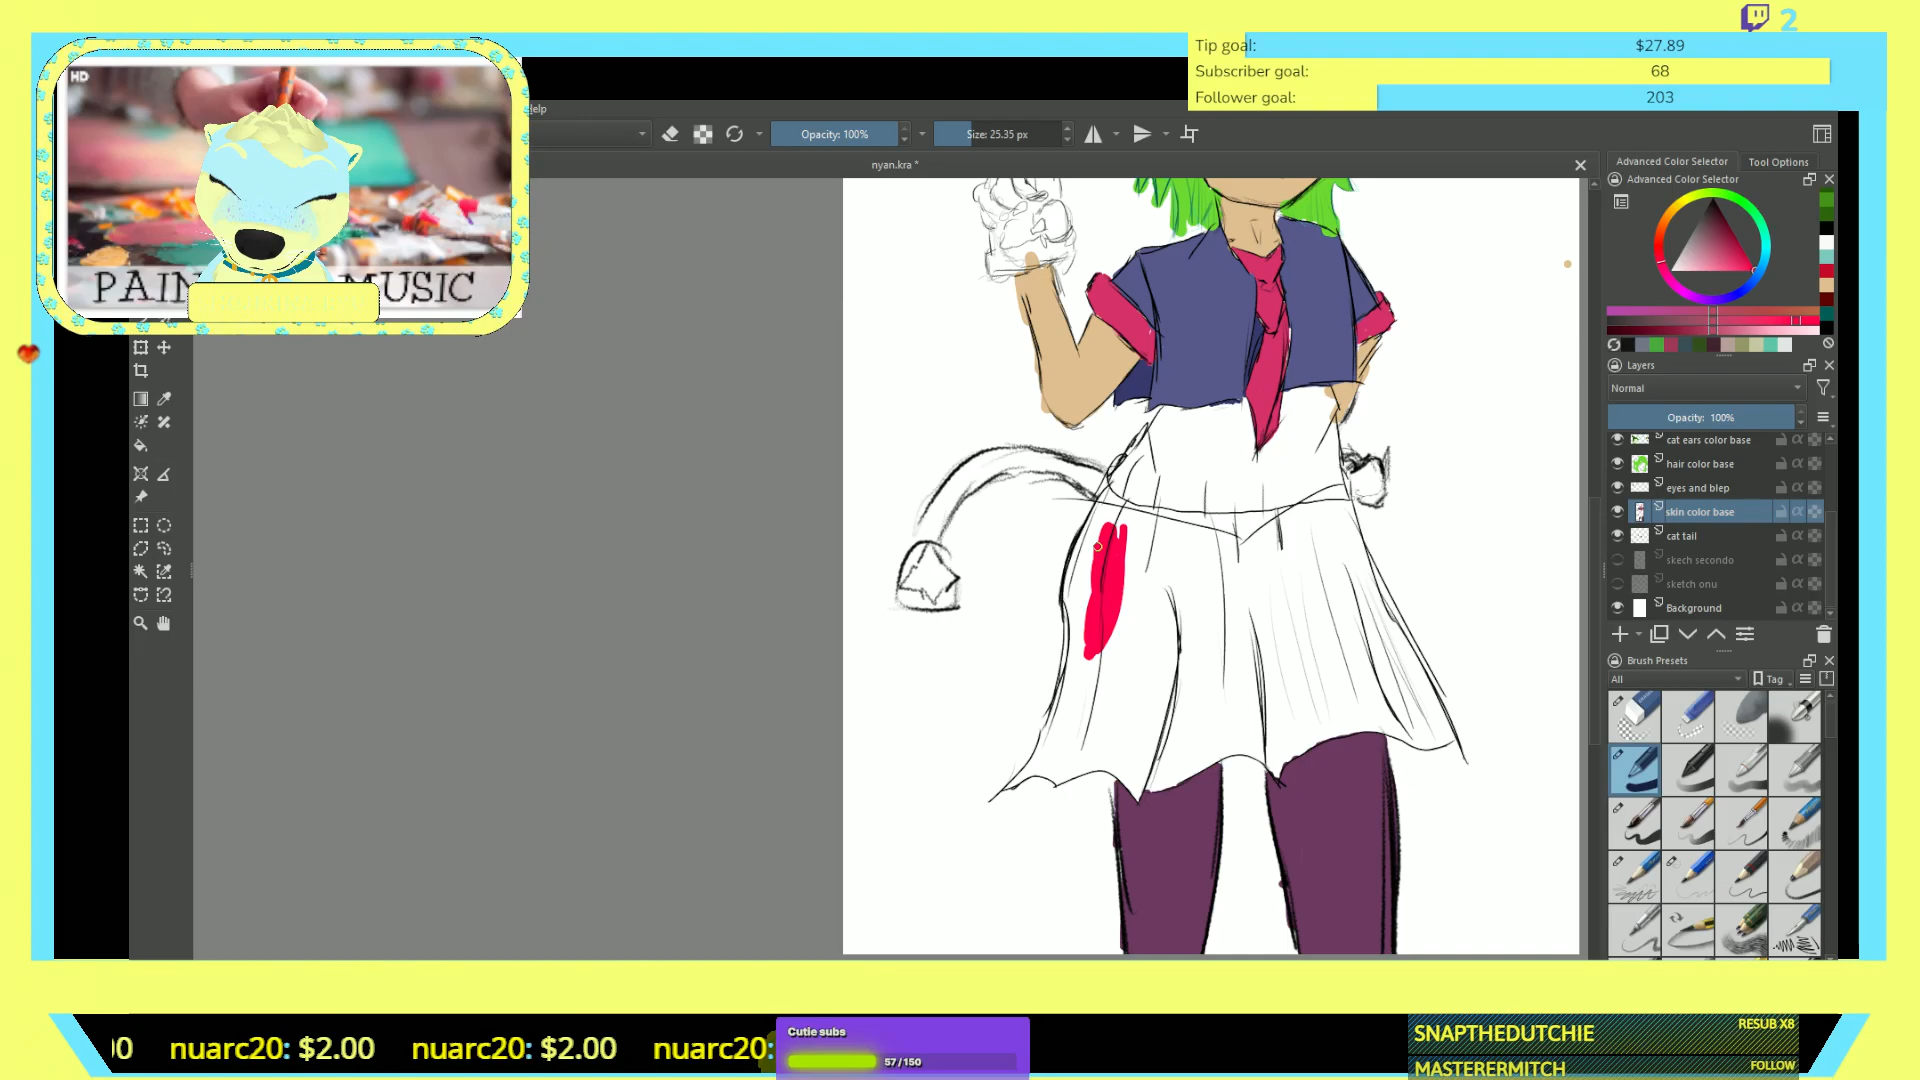 2
Tip goal: $27.89
Subscriber goal: 68
Follower goal: 203
HD
PAIN MUSIC
elp
Opacity: 100%
Size: 25.35 px
nyan.kra *
Advanced Color Selector
Tool Options
Advanced Color Selector
Layers
Normal
Opacity: 100%
cat ears color base
hair color base
eyes and blep
skin color base
cat tail
skech secondo
sketch onu
Background
Brush Presets
All
Tag
00 nuarc20: $2.00 nuarc20: $2.00 nuarc20:
Cutie subs
57/150
SNAPTHEDUTCHIE RESUB X8
MASTERERMITCH FOLLOW